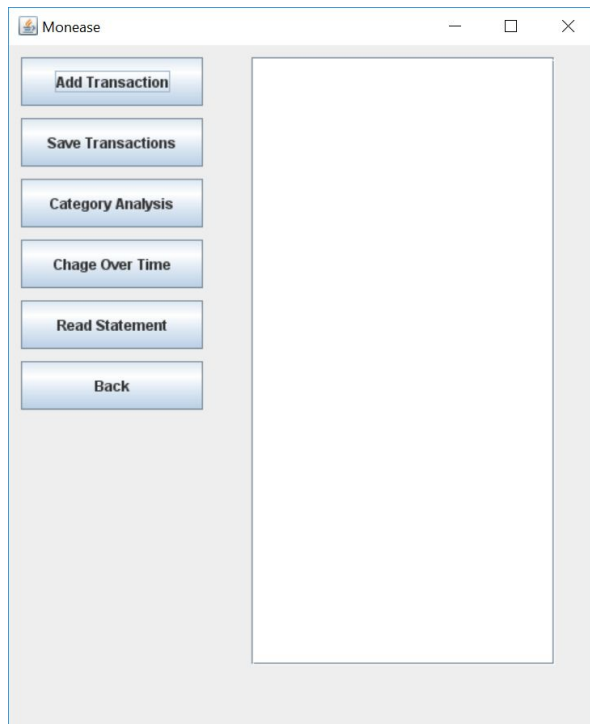 Monease
Add Transaction
Save Transactions
Category Analysis
Chage Over Time
Read Statement
Back